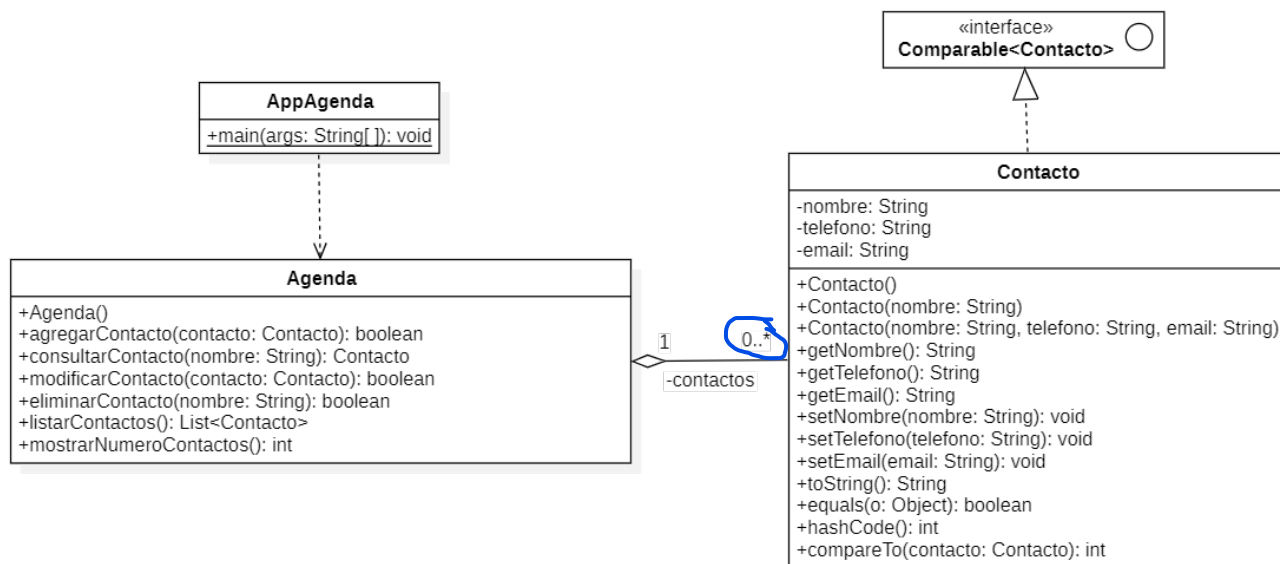 «interface»
Comparable<Contacto>
AppAgenda
+main(args: String[ ]): void
Contacto
-nombre: String
-telefono: String
-email: String
+Contacto()
+Contacto(nombre: String)
+Contacto(nombre: String, telefono: String, email: String)
+getNombre(): String
+getTelefono(): String
+getEmail(): String
+setNombre(nombre: String): void
+setTelefono(telefono: String): void
+setEmail(email: String): void
+toString(): String
+equals(o: Object): boolean
+hashCode(): int
+compareTo(contacto: Contacto): int
Agenda
+Agenda()
+agregarContacto(contacto: Contacto): boolean
+consultarContacto(nombre: String): Contacto
+modificarContacto(contacto: Contacto): boolean
+eliminarContacto(nombre: String): boolean
+listarContactos(): List<Contacto>
+mostrarNumeroContactos(): int
1
0..*
-contactos